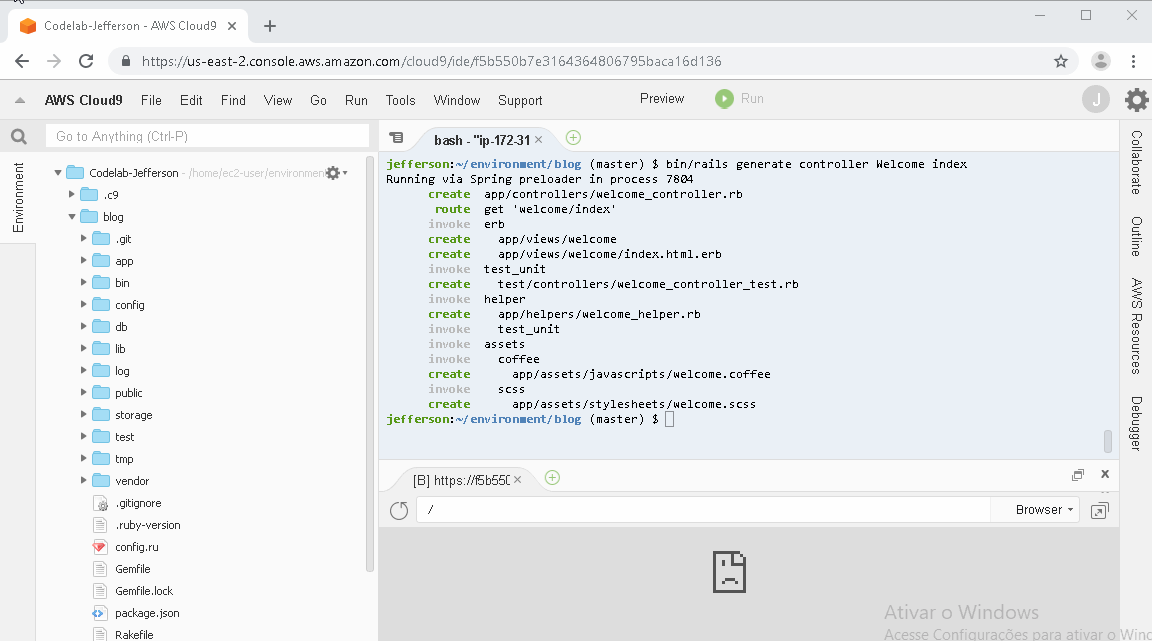 Codelab-Jefferson - AWS Cloud9
https://us-east-2.console.aws.amazon.com/cloud9/ide/f5b550b7e3164364806795baca16d136
AWS Cloud9 File Edit Find View Go Run Tools Window Support Preview Run J
Go to Anything (Ctrl-P)
bash - "ip-172-31
Environment
Codelab-Jefferson - /home/ec2-user/environmen
.c9
blog
.git
app
bin
config
db
lib
log
public
storage
test
tmp
vendor
.gitignore
.ruby-version
config.ru
Gemfile
Gemfile.lock
package.json
Rakefile
jefferson:~/environment/blog (master) $ bin/rails generate controller Welcome index
Running via Spring preloader in process 7804
create app/controllers/welcome_controller.rb
route get 'welcome/index'
invoke erb
create app/views/welcome
create app/views/welcome/index.html.erb
invoke test_unit
create test/controllers/welcome_controller_test.rb
invoke helper
create app/helpers/welcome_helper.rb
invoke test_unit
invoke assets
invoke coffee
create app/assets/javascripts/welcome.coffee
invoke scss
create app/assets/stylesheets/welcome.scss
jefferson:~/environment/blog (master) $
[B] https://f5b550
/ Browser
Collaborate
Outline
AWS Resources
Debugger
Ativar o Windows
Acesse Configurações para ativar o Wind